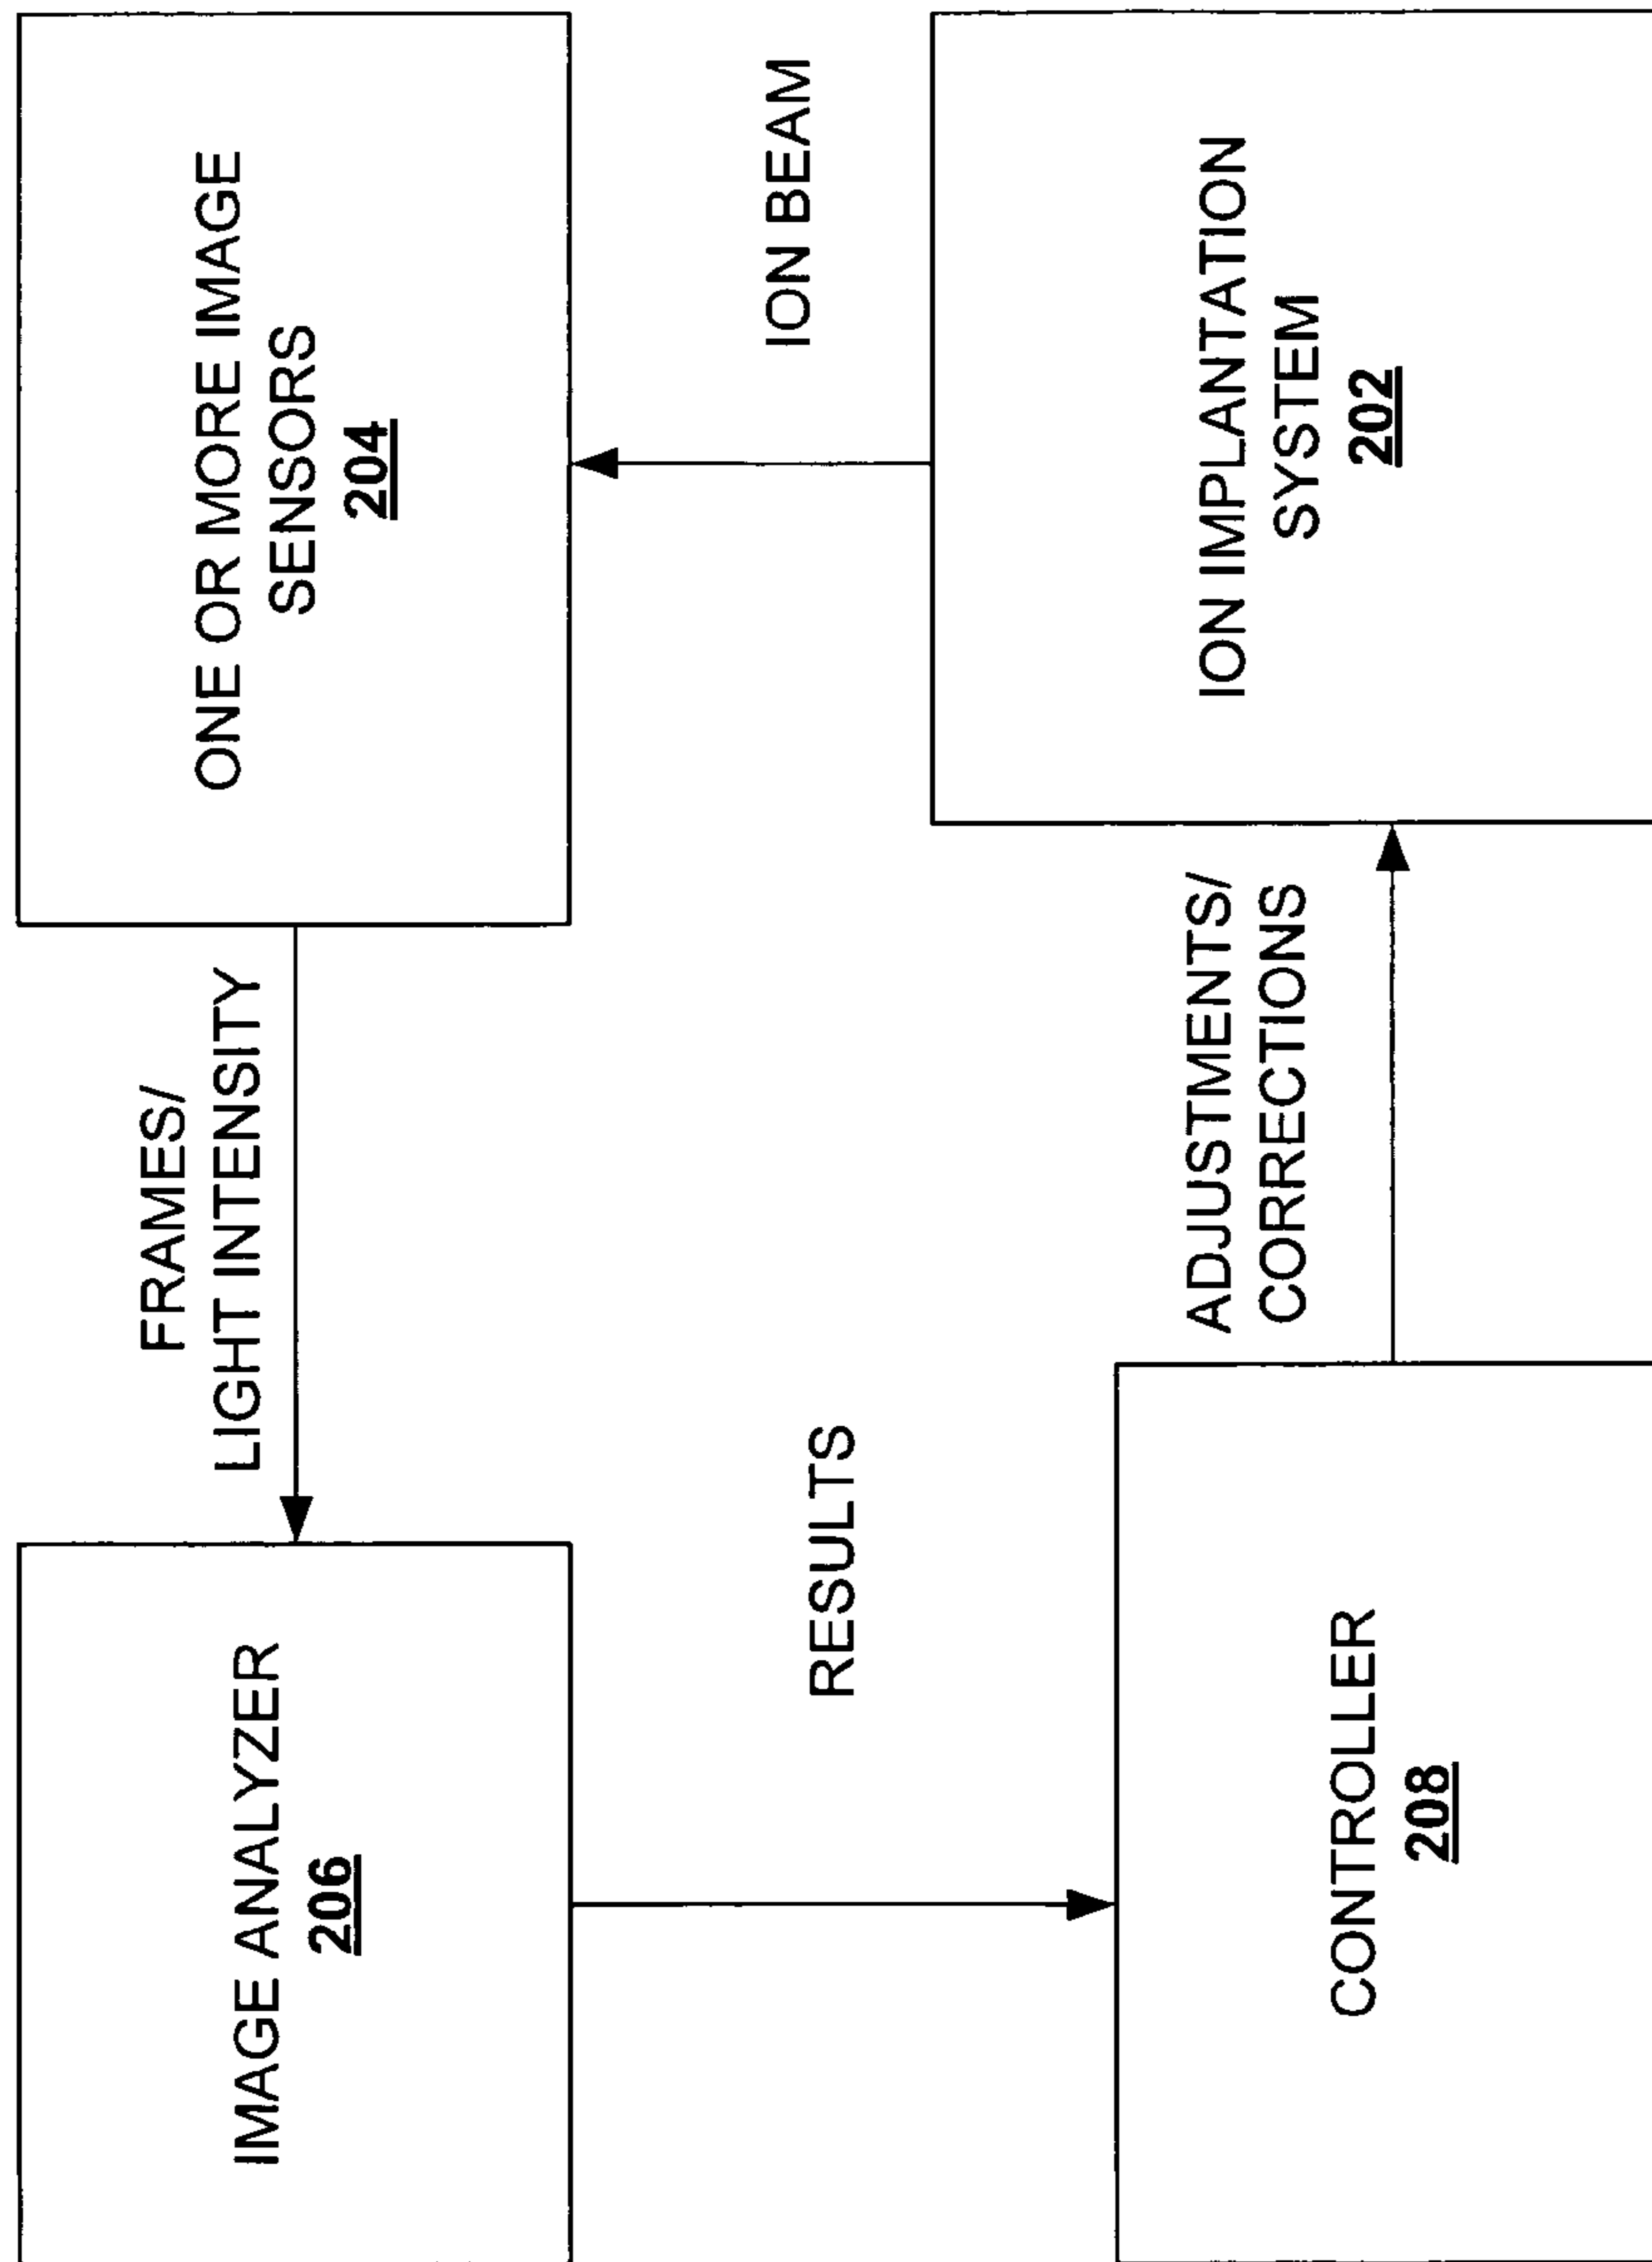 IMAGE ANALYZER
206
FRAMES/
LIGHT INTENSITY
ONE OR MORE IMAGE
SENSORS
204
RESULTS
ION BEAM
CONTROLLER
208
ADJUSTMENTS/
CORRECTIONS
ION IMPLANTATION
SYSTEM
202